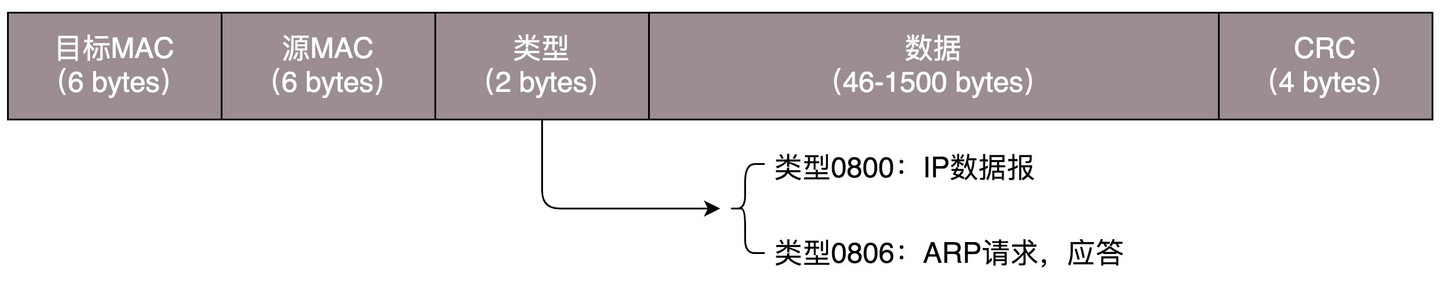 目标MAC
（6 bytes）
源MAC
（6 bytes）
类型
（2 bytes）
数据
（46-1500 bytes）
CRC
（4 bytes）
类型0800：IP数据报
类型0806：ARP请求，应答